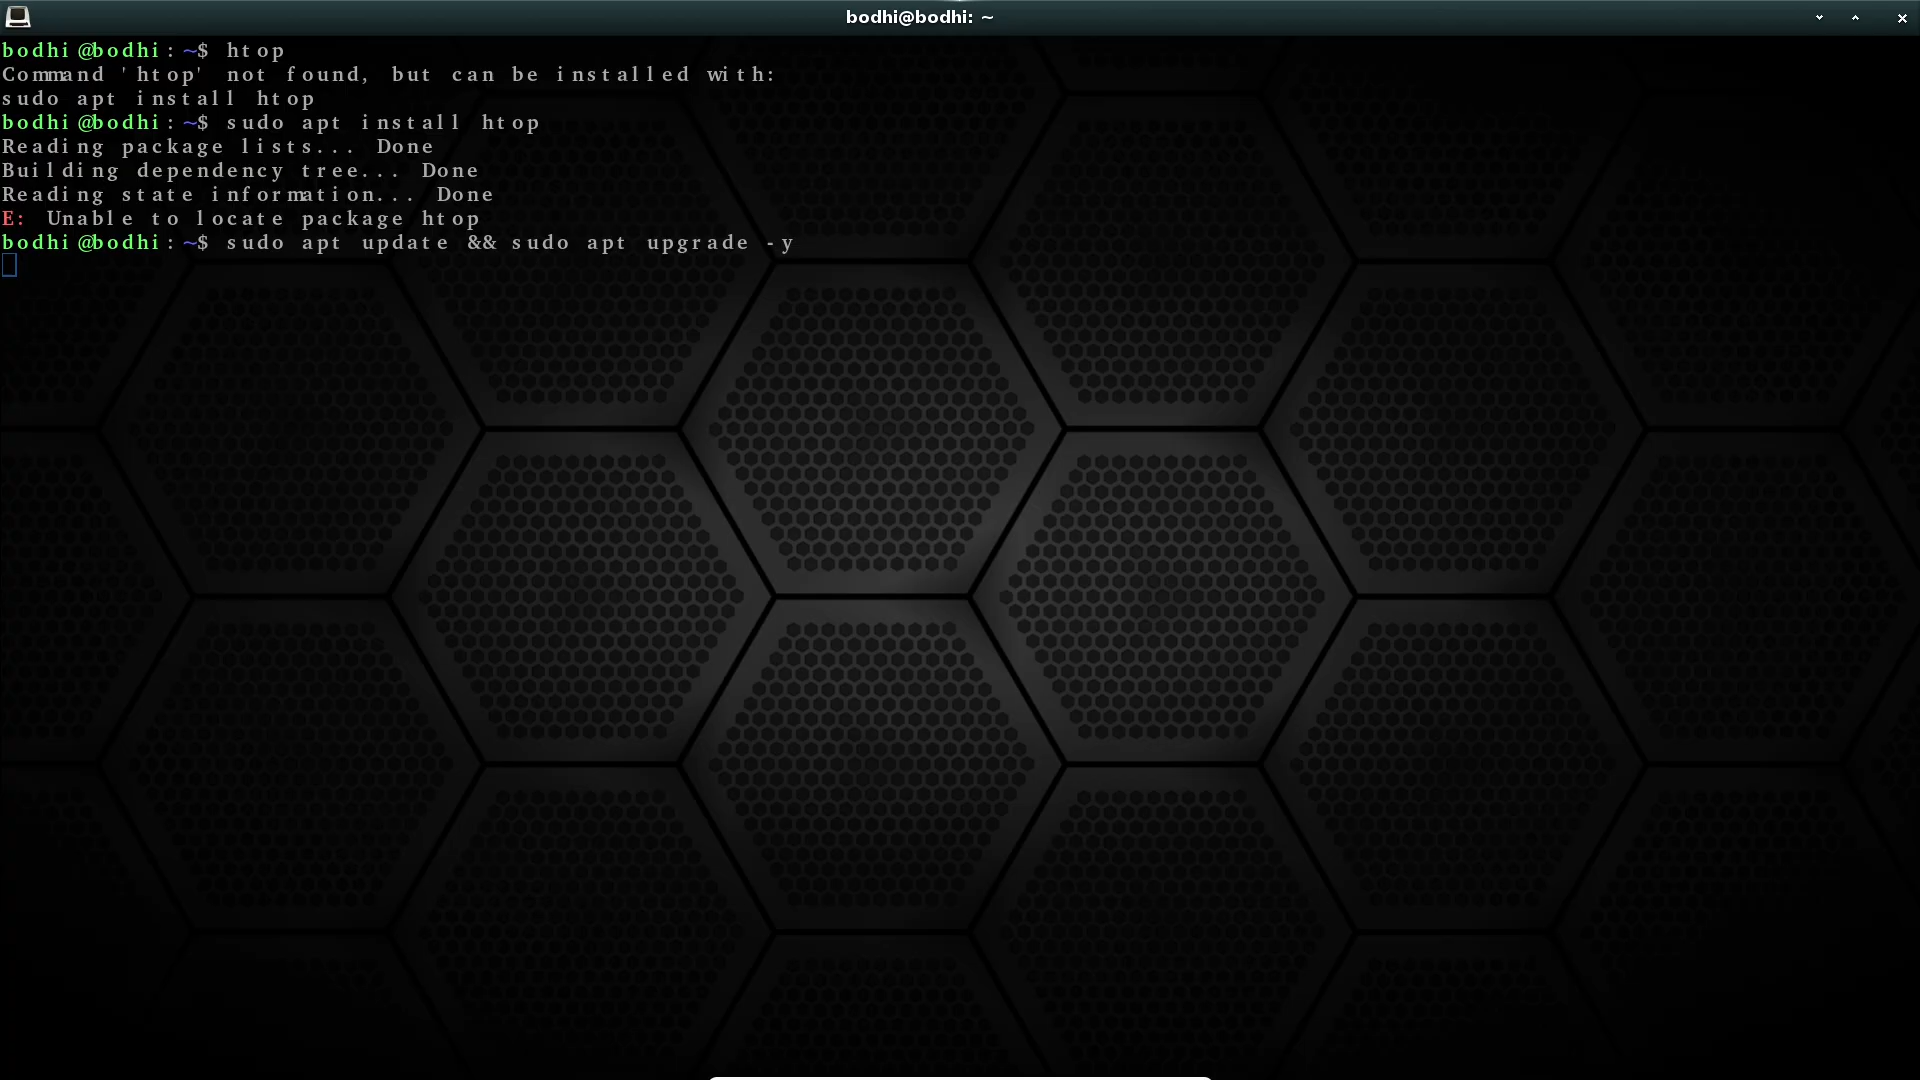 bodhi@bodhi: ~
bodhi@bodhi:~$ htop
Command 'htop' not found, but can be installed with:
sudo apt install htop
bodhi@bodhi:~$ sudo apt install htop
Reading package lists... Done
Building dependency tree... Done
Reading state information... Done
E: Unable to locate package htop
bodhi@bodhi:~$ sudo apt update && sudo apt upgrade -y